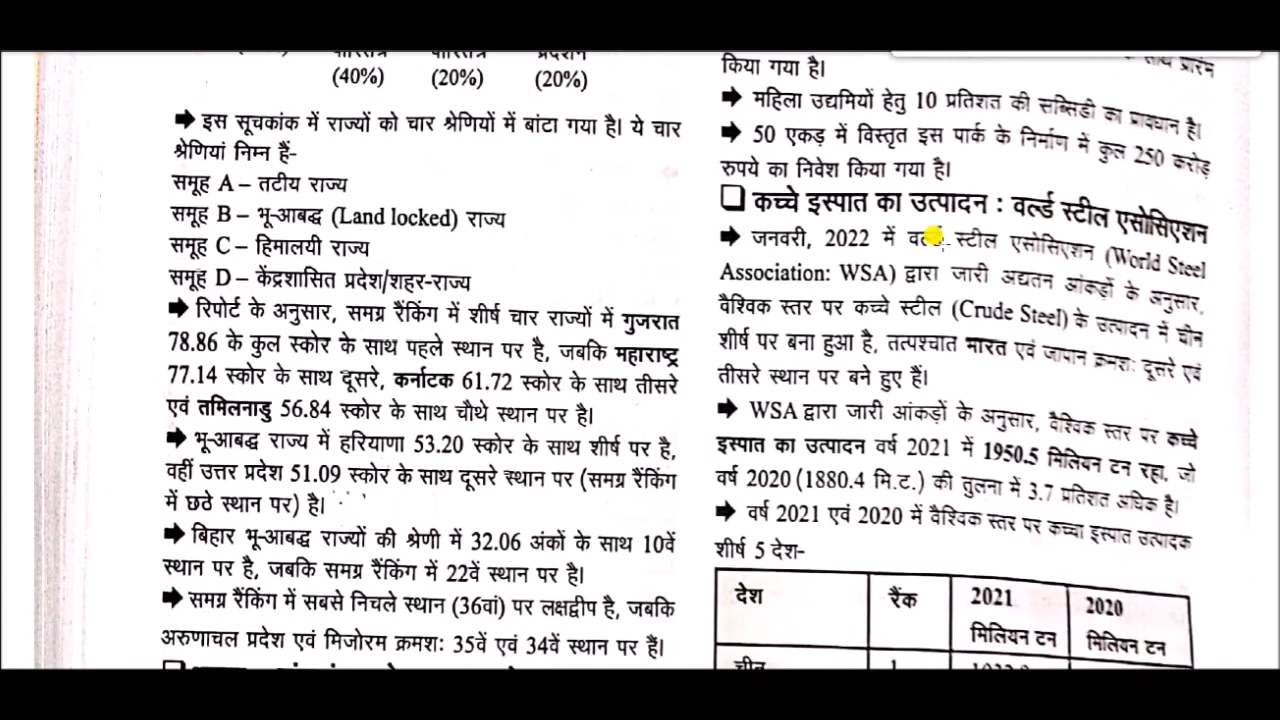 (40%) (20%) (20%)
➡ इस सूचकांक में राज्यों को चार श्रेणियों में बांटा गया है। ये चार
श्रेणियां निम्न हैं-
समूह A – तटीय राज्य
समूह B – भू-आबद्ध (Land locked) राज्य
समूह C – हिमालयी राज्य
समूह D – केंद्रशासित प्रदेश/शहर-राज्य
➡ रिपोर्ट के अनुसार, समग्र रैंकिंग में शीर्ष चार राज्यों में गुजरात
78.86 के कुल स्कोर के साथ पहले स्थान पर है, जबकि महाराष्ट्र
77.14 स्कोर के साथ दूसरे, कर्नाटक 61.72 स्कोर के साथ तीसरे
एवं तमिलनाडु 56.84 स्कोर के साथ चौथे स्थान पर है।
➡ भू-आबद्ध राज्य में हरियाणा 53.20 स्कोर के साथ शीर्ष पर है,
वहीं उत्तर प्रदेश 51.09 स्कोर के साथ दूसरे स्थान पर (समग्र रैंकिंग
में छठे स्थान पर) है।
➡ बिहार भू-आबद्ध राज्यों की श्रेणी में 32.06 अंकों के साथ 10वें
स्थान पर है, जबकि समग्र रैंकिंग में 22वें स्थान पर है।
➡ समग्र रैंकिंग में सबसे निचले स्थान (36वां) पर लक्षद्वीप है, जबकि
अरुणाचल प्रदेश एवं मिजोरम क्रमशः 35वें एवं 34वें स्थान पर हैं।
के साथ प्रारंभ
किया गया है।
➡ महिला उद्यमियों हेतु 10 प्रतिशत की सब्सिडी का प्रावधान है।
➡ 50 एकड़ में विस्तृत इस पार्क के निर्माण में कुल 250 करोड़
रुपये का निवेश किया गया है।
❑ कच्चे इस्पात का उत्पादन : वर्ल्ड स्टील एसोसिएशन
➡ जनवरी, 2022 में वर्ल्ड स्टील एसोसिएशन (World Steel
Association: WSA) द्वारा जारी अद्यतन आंकड़ों के अनुसार,
वैश्विक स्तर पर कच्चे स्टील (Crude Steel) के उत्पादन में चीन
शीर्ष पर बना हुआ है, तत्पश्चात भारत एवं जापान क्रमशः दूसरे एवं
तीसरे स्थान पर बने हुए हैं।
➡ WSA द्वारा जारी आंकड़ों के अनुसार, वैश्विक स्तर पर कच्चे
इस्पात का उत्पादन वर्ष 2021 में 1950.5 मिलियन टन रहा, जो
वर्ष 2020 (1880.4 मि.ट.) की तुलना में 3.7 प्रतिशत अधिक है।
➡ वर्ष 2021 एवं 2020 में वैश्विक स्तर पर कच्चा इस्पात उत्पादक
शीर्ष 5 देश-
देश रैंक 2021 2020
मिलियन टन मिलियन टन
चीन 1